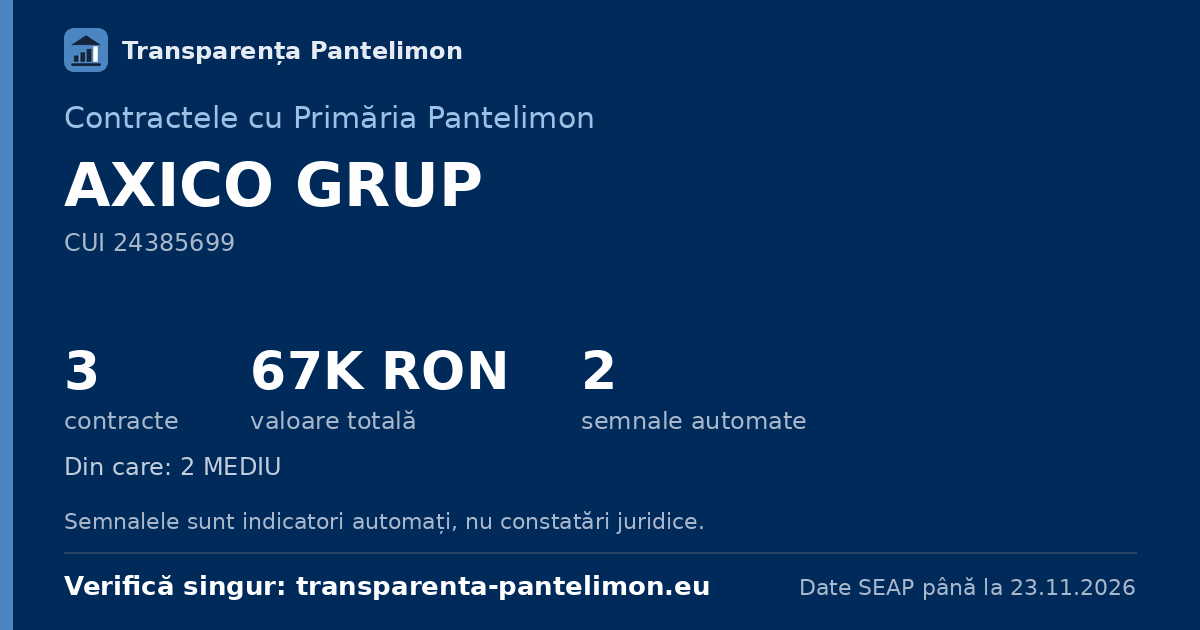 Transparența Pantelimon
Contractele cu Primăria Pantelimon
AXICO GRUP
CUI 24385699
3
contracte
67K RON
valoare totală
2
semnale automate
Din care: 2 MEDIU
Semnalele sunt indicatori automați, nu constatări juridice.
Verifică singur: transparenta-pantelimon.eu
Date SEAP până la 23.11.2026